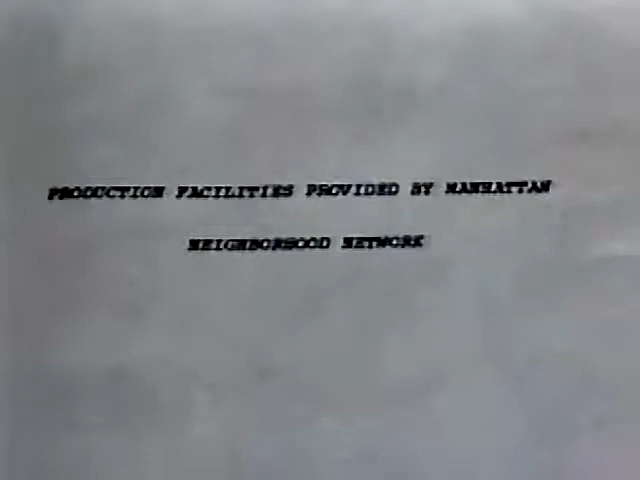 PRODUCTION FACILITIES PROVIDED BY MANHATTAN
NEIGHBORHOOD NETWORK